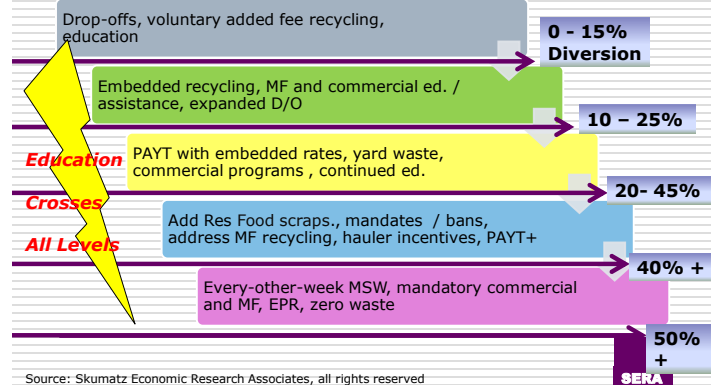 Drop-offs, voluntary added fee recycling,
education
0 - 15%
Diversion
Embedded recycling, MF and commercial ed. /
assistance, expanded D/O
10 – 25%
Education
PAYT with embedded rates, yard waste,
commercial programs , continued ed.
20- 45%
Crosses
Add Res Food scraps., mandates / bans,
address MF recycling, hauler incentives, PAYT+
All Levels
40% +
Every-other-week MSW, mandatory commercial
and MF, EPR, zero waste
50%
+
Source: Skumatz Economic Research Associates, all rights reserved
SERA